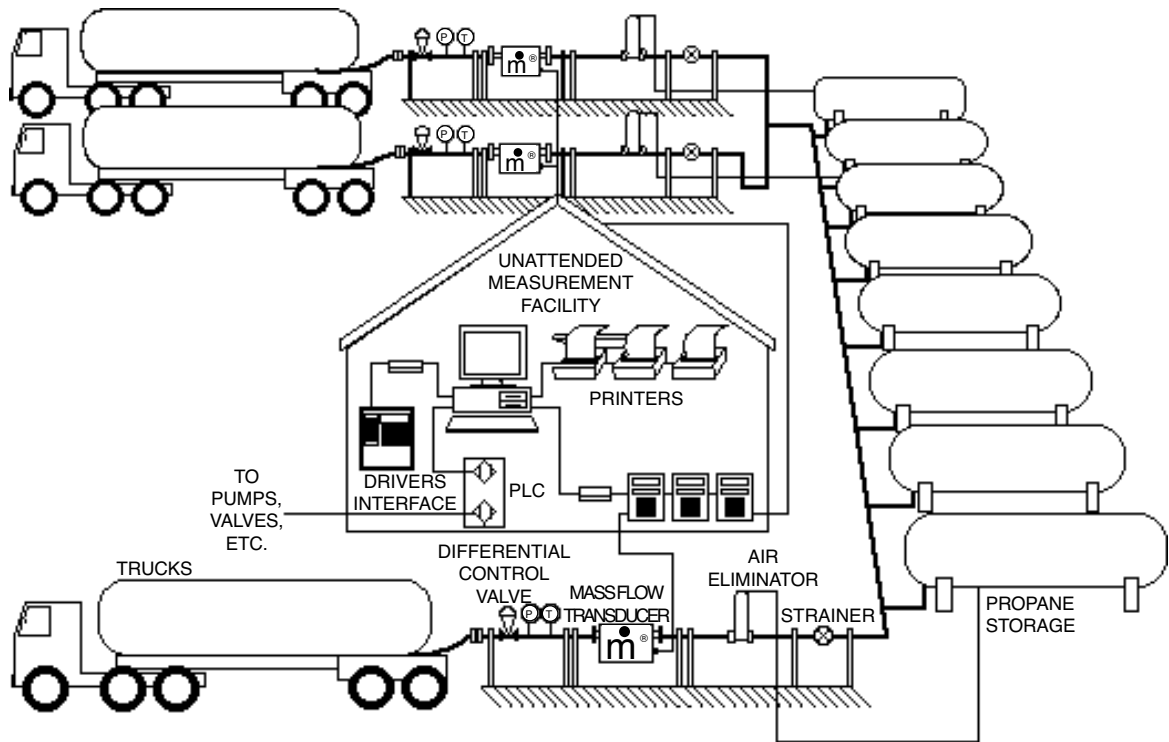 P T
ṁ ®
P T
ṁ ®
UNATTENDED
MEASUREMENT
FACILITY
PRINTERS
DRIVERS
INTERFACE
PLC
TO
PUMPS,
VALVES,
ETC.
TRUCKS
DIFFERENTIAL
CONTROL
VALVE
MASS FLOW
TRANSDUCER
AIR
ELIMINATOR
STRAINER
PROPANE
STORAGE
P T
ṁ ®